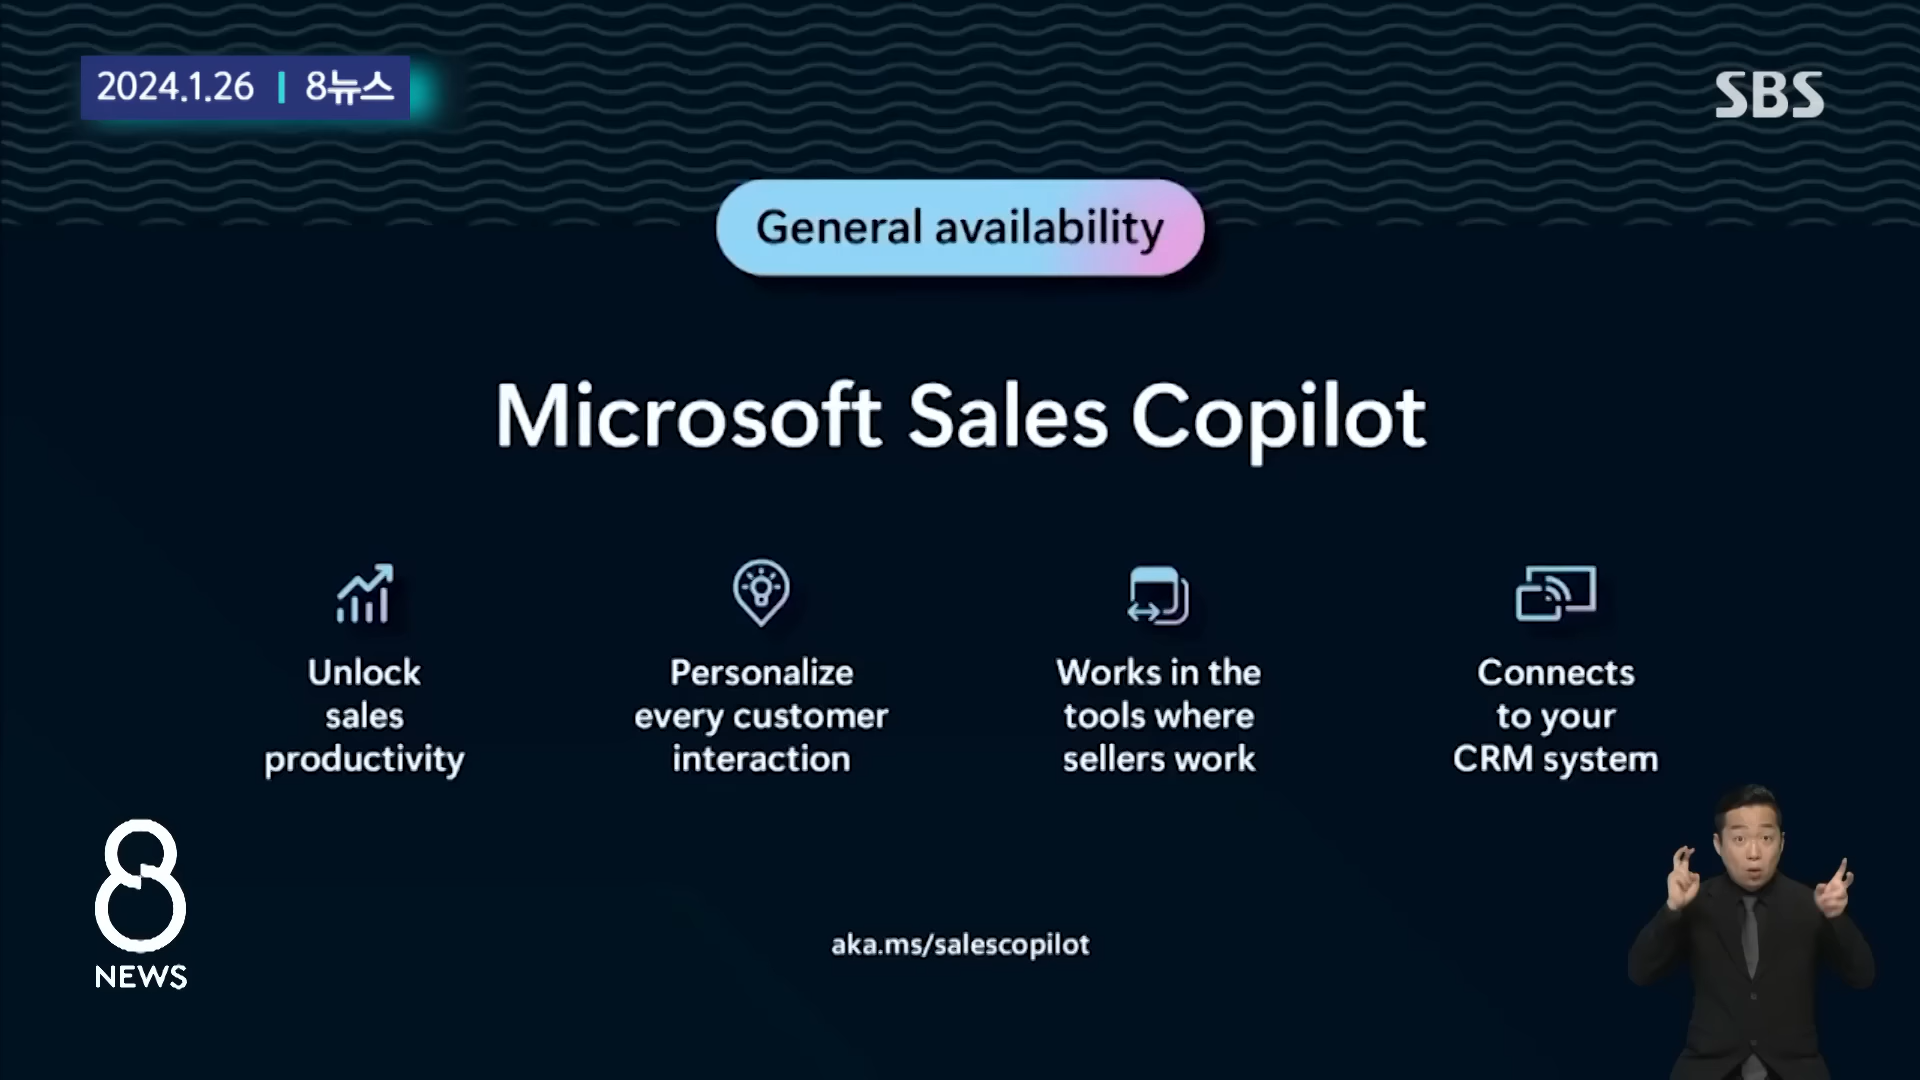 2024.1.26 | 8뉴스
SBS
General availability
Microsoft Sales Copilot
Unlock
sales
productivity
Personalize
every customer
interaction
Works in the
tools where
sellers work
Connects
to your
CRM system
8
NEWS
aka.ms/salescopilot